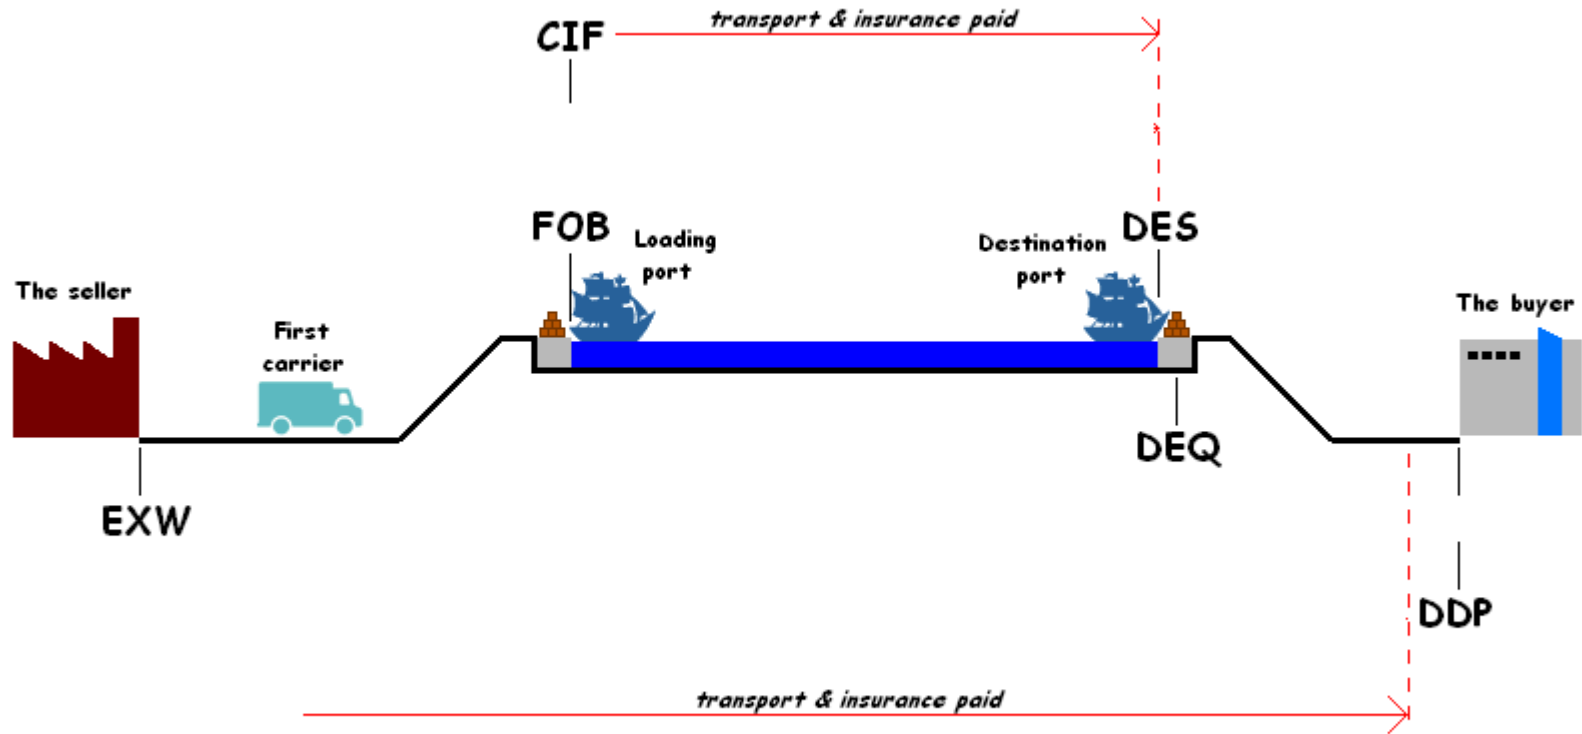 transport & insurance paid
CIF
FOB
Loading
port
Destination
port
DES
The seller
The buyer
First
carrier
DEQ
EXW
DDP
transport & insurance paid